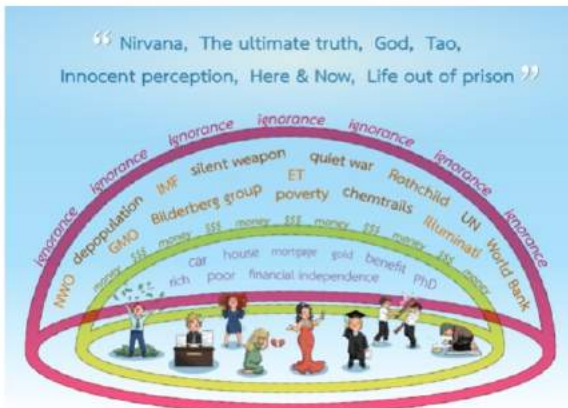 “ Nirvana, The ultimate truth, God, Tao,
Innocent perception, Here & Now, Life out of prison ”
ignorance ignorance ignorance ignorance ignorance ignorance ignorance
NWO depopulation GMO IMF silent weapon Bilderberg group ET quiet war poverty chemtrails Rothchild Illuminati UN World Bank
money $$$ money $$$ money $$$ money $$$ money $$$ money
car house mortgage gold benefit PhD
rich poor financial independence